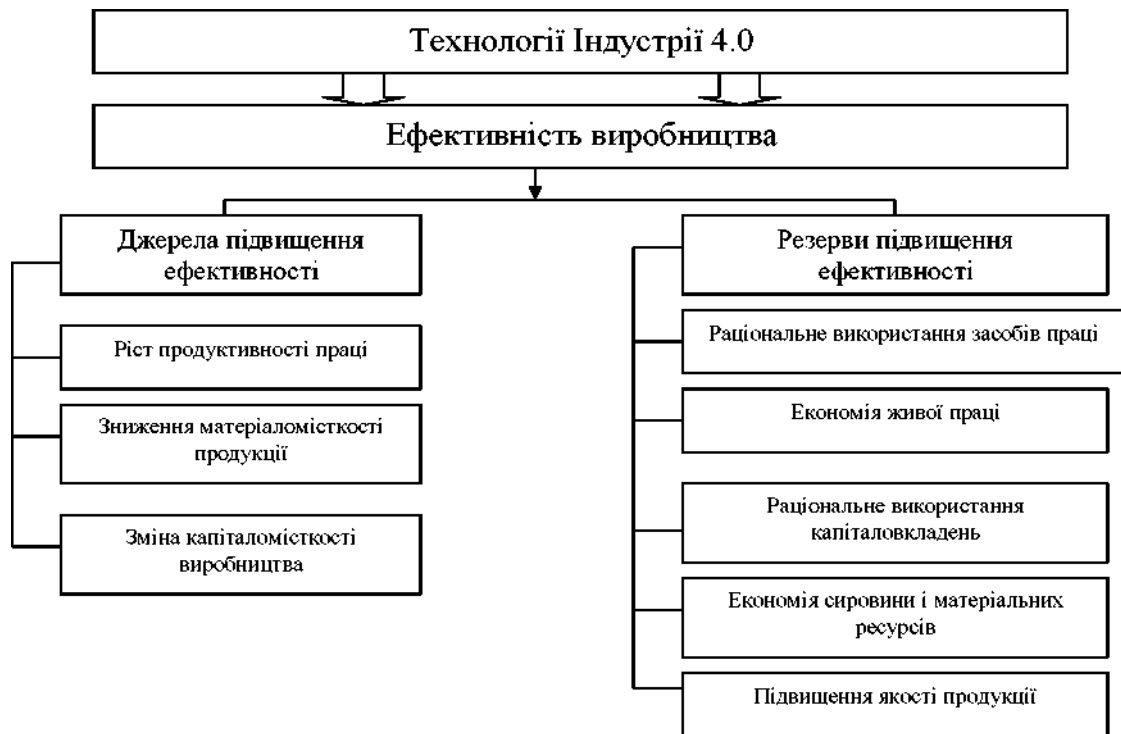 Технології Індустрії 4.0
Ефективність виробництва
Джерела підвищення
ефективності
Ріст продуктивності праці
Зниження матеріаломісткості
продукції
Зміна капіталомісткості
виробництва
Резерви підвищення
ефективності
Раціональне використання засобів праці
Економія живої праці
Раціональне використання
капіталовкладень
Економія сировини і матеріальних
ресурсів
Підвищення якості продукції